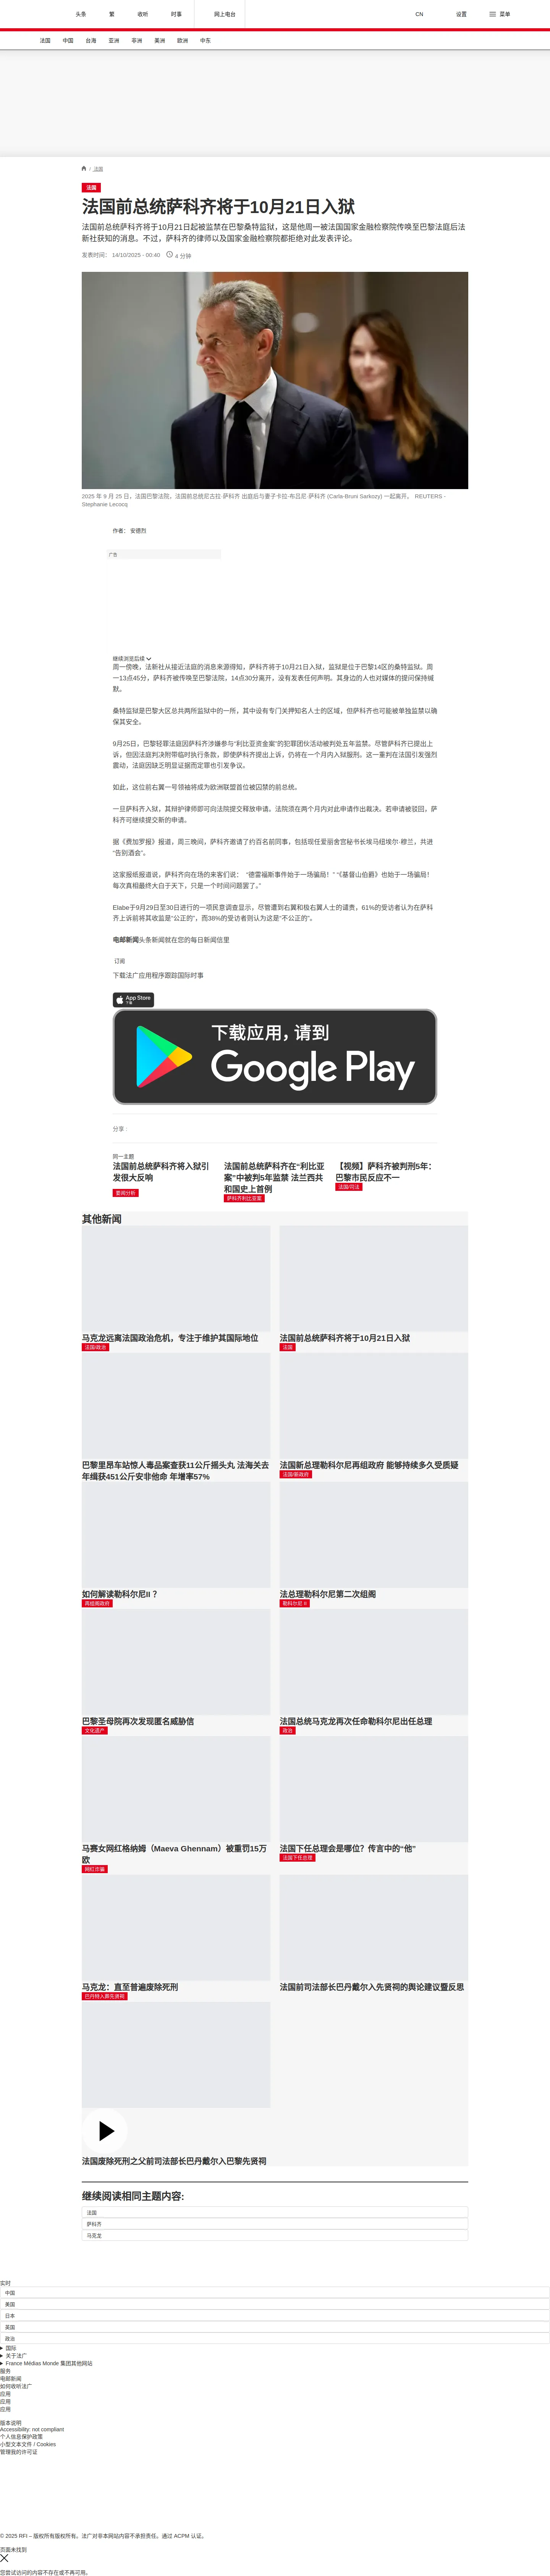 头条
繁
收听
时事
网上电台
CN
设置
菜单
法国
中国
台海
亚洲
非洲
美洲
欧洲
中东
/ 法国
法国
法国前总统萨科齐将于10月21日入狱
法国前总统萨科齐将于10月21日起被监禁在巴黎桑特监狱，这是他周一被法国国家金融检察院传唤至巴黎法庭后法
新社获知的消息。不过，萨科齐的律师以及国家金融检察院都拒绝对此发表评论。
发表时间： 14/10/2025 - 00:40 4 分钟
2025 年 9 月 25 日，法国巴黎法院，法国前总统尼古拉·萨科齐 出庭后与妻子卡拉-布吕尼·萨科齐 (Carla-Bruni Sarkozy) 一起离开。 REUTERS -
Stephanie Lecocq
作者： 安德烈
广告
继续浏览后续
周一傍晚，法新社从接近法庭的消息来源得知，萨科齐将于10月21日入狱，监狱是位于巴黎14区的桑特监狱。周
一13点45分，萨科齐被传唤至巴黎法院，14点30分离开，没有发表任何声明。其身边的人也对媒体的提问保持缄
默。
桑特监狱是巴黎大区总共两所监狱中的一所，其中设有专门关押知名人士的区域，但萨科齐也可能被单独监禁以确
保其安全。
9月25日，巴黎轻罪法庭因萨科齐涉嫌参与“利比亚资金案”的犯罪团伙活动被判处五年监禁。尽管萨科齐已提出上
诉，但因法庭判决附带临时执行条款，即使萨科齐提出上诉，仍将在一个月内入狱服刑。这一重判在法国引发强烈
震动，法庭因缺乏明显证据而定罪也引发争议。
如此，这位前右翼一号领袖将成为欧洲联盟首位被囚禁的前总统。
一旦萨科齐入狱，其辩护律师即可向法院提交释放申请。法院须在两个月内对此申请作出裁决。若申请被驳回，萨
科齐可继续提交新的申请。
据《费加罗报》报道，周三晚间，萨科齐邀请了约百名前同事，包括现任爱丽舍宫秘书长埃马纽埃尔·穆兰，共进
“告别酒会”。
这家报纸报道说，萨科齐向在场的来客们说： “德雷福斯事件始于一场骗局！” “《基督山伯爵》也始于一场骗局！
每次真相最终大白于天下，只是一个时间问题罢了。”
Elabe于9月29日至30日进行的一项民意调查显示，尽管遭到右翼和极右翼人士的谴责，61%的受访者认为在萨科
齐上诉前将其收监是“公正的”，而38%的受访者则认为这是“不公正的”。
电邮新闻头条新闻就在您的每日新闻信里
订阅
下载法广应用程序跟踪国际时事
App Store
下载
下载应用，请到
Google Play
分享 :
同一主题
法国前总统萨科齐将入狱引
发很大反响
要闻分析
法国前总统萨科齐在“利比亚
案”中被判5年监禁 法兰西共
和国史上首例
萨科齐利比亚案
【视频】萨科齐被判刑5年：
巴黎市民反应不一
法国/司法
其他新闻
马克龙远离法国政治危机，专注于维护其国际地位
法国/政治
法国前总统萨科齐将于10月21日入狱
法国
巴黎里昂车站惊人毒品案查获11公斤摇头丸 法海关去
年缉获451公斤安非他命 年增率57%
法国新总理勒科尔尼再组政府 能够持续多久受质疑
法国/新政府
如何解读勒科尔尼II？
再组阁政府
法总理勒科尔尼第二次组阁
勒科尔尼 II
巴黎圣母院再次发现匿名威胁信
文化遗产
法国总统马克龙再次任命勒科尔尼出任总理
政治
马赛女网红格纳姆（Maeva Ghennam）被重罚15万
欧
网红诈骗
法国下任总理会是哪位？传言中的“他”
法国下任总理
马克龙：直至普遍废除死刑
巴丹特入葬先贤祠
法国前司法部长巴丹戴尔入先贤祠的舆论建议暨反思
法国废除死刑之父前司法部长巴丹戴尔入巴黎先贤祠
继续阅读相同主题内容:
法国
萨科齐
马克龙
实时
中国
美国
日本
英国
政治
国际
关于法广
France Médias Monde 集团其他网站
服务
电邮新闻
如何收听法广
应用
应用
应用
版本说明
Accessibility: not compliant
个人信息保护政策
小型文本文件 / Cookies
管理我的许可证
© 2025 RFI – 版权所有版权所有。法广对非本网站内容不承担责任。通过 ACPM 认证。
页面未找到
您尝试访问的内容不存在或不再可用。